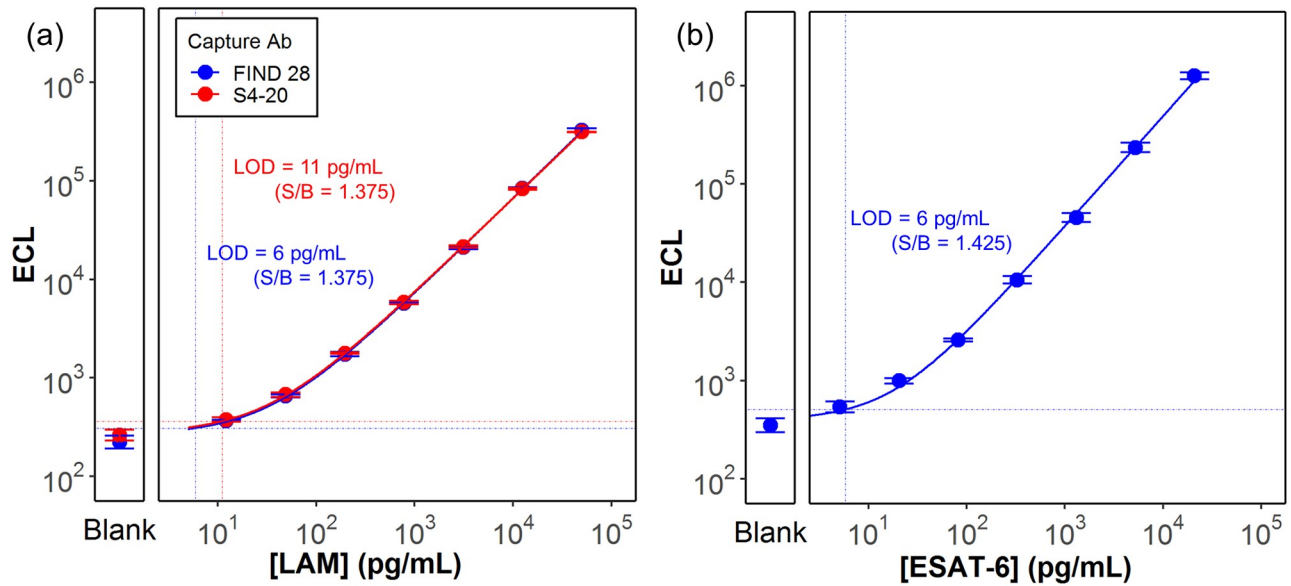 (a)
Capture Ab
FIND 28
S4-20
LOD = 11 pg/mL
(S/B = 1.375)
LOD = 6 pg/mL
(S/B = 1.375)
ECL
10⁶
10⁵
10⁴
10³
10²
Blank
10¹ 10² 10³ 10⁴ 10⁵
[LAM] (pg/mL)
(b)
LOD = 6 pg/mL
(S/B = 1.425)
ECL
10⁶
10⁵
10⁴
10³
10²
Blank
10¹ 10² 10³ 10⁴ 10⁵
[ESAT-6] (pg/mL)